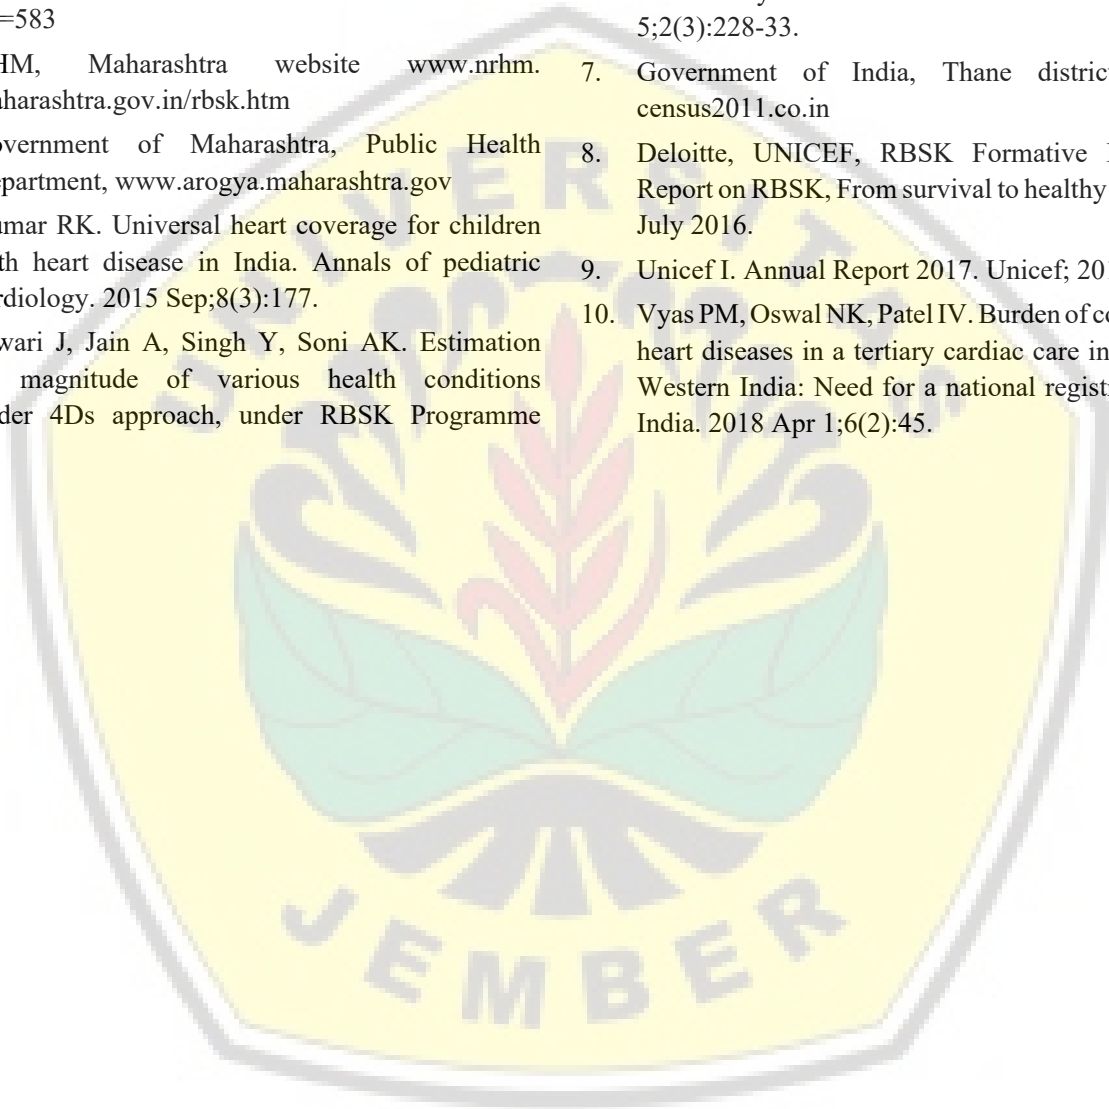 =583
HM, Maharashtra website www.nrhm.
aharashtra.gov.in/rbsk.htm
overnment of Maharashtra, Public Health
epartment, www.arogya.maharashtra.gov
umar RK. Universal heart coverage for children
th heart disease in India. Annals of pediatric
rdiology. 2015 Sep;8(3):177.
wari J, Jain A, Singh Y, Soni AK. Estimation
magnitude of various health conditions
der 4Ds approach, under RBSK Programme
5;2(3):228-33.
7. Government of India, Thane distric
census2011.co.in
8. Deloitte, UNICEF, RBSK Formative
Report on RBSK, From survival to healthy
July 2016.
9. Unicef I. Annual Report 2017. Unicef; 201
10. Vyas PM, Oswal NK, Patel IV. Burden of co
heart diseases in a tertiary cardiac care in
Western India: Need for a national registr
India. 2018 Apr 1;6(2):45.
UNIVERSITAS
JEMBER